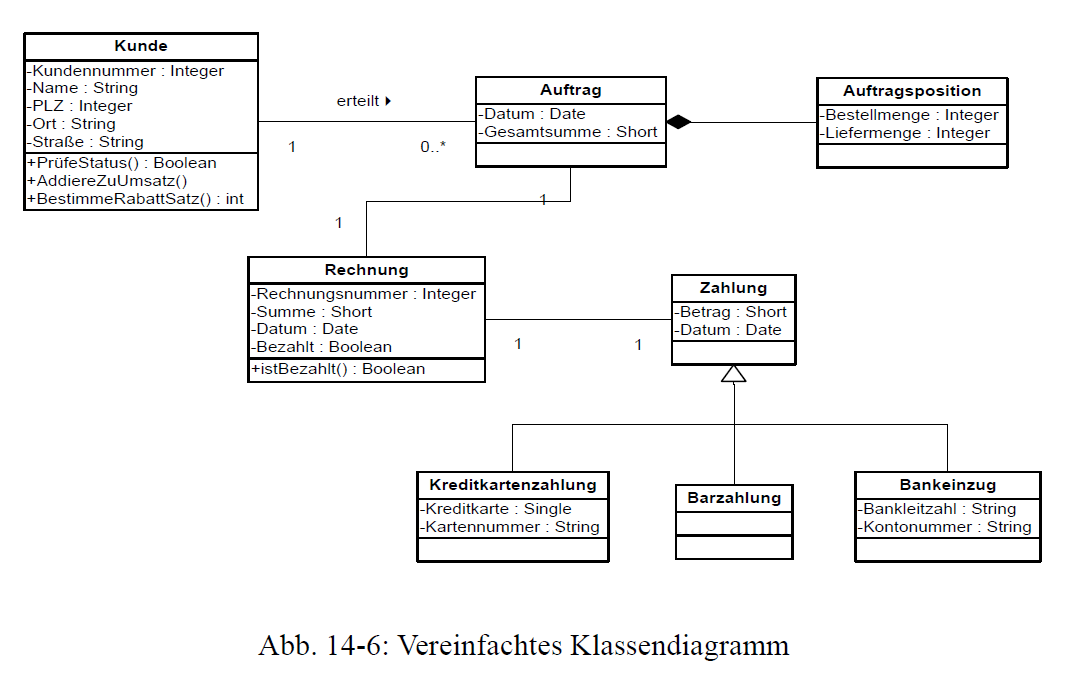 Kunde
-Kundennummer : Integer
-Name : String
-PLZ : Integer
-Ort : String
-Straße : String
+PrüfeStatus() : Boolean
+AddiereZuUmsatz()
+BestimmeRabattSatz() : int
erteilt
1
0..*
Auftrag
-Datum : Date
-Gesamtsumme : Short
Auftragsposition
-Bestellmenge : Integer
-Liefermenge : Integer
1
1
Rechnung
-Rechnungsnummer : Integer
-Summe : Short
-Datum : Date
-Bezahlt : Boolean
+istBezahlt() : Boolean
1
1
Zahlung
-Betrag : Short
-Datum : Date
Kreditkartenzahlung
-Kreditkarte : Single
-Kartennummer : String
Barzahlung
Bankeinzug
-Bankleitzahl : String
-Kontonummer : String
Abb. 14-6: Vereinfachtes Klassendiagramm